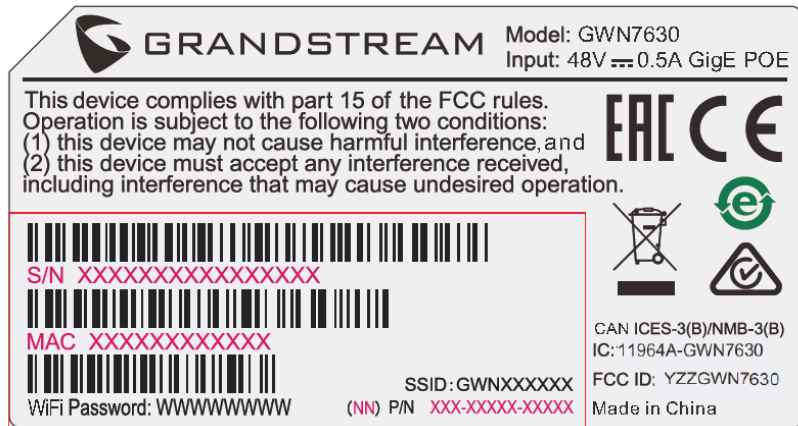 GRANDSTREAM
Model: GWN7630
Input: 48V ⎓ 0.5A GigE POE
This device complies with part 15 of the FCC rules.
Operation is subject to the following two conditions:
(1) this device may not cause harmful interference, and
(2) this device must accept any interference received,
including interference that may cause undesired operation.
EAC CE
e
S/N XXXXXXXXXXXXXXXX
MAC XXXXXXXXXXXX
WiFi Password: WWWWWWWW
SSID: GWNXXXXXX
(NN) P/N XXX-XXXXX-XXXXX
CAN ICES-3(B)/NMB-3(B)
IC: 11964A-GWN7630
FCC ID: YZZGWN7630
Made in China